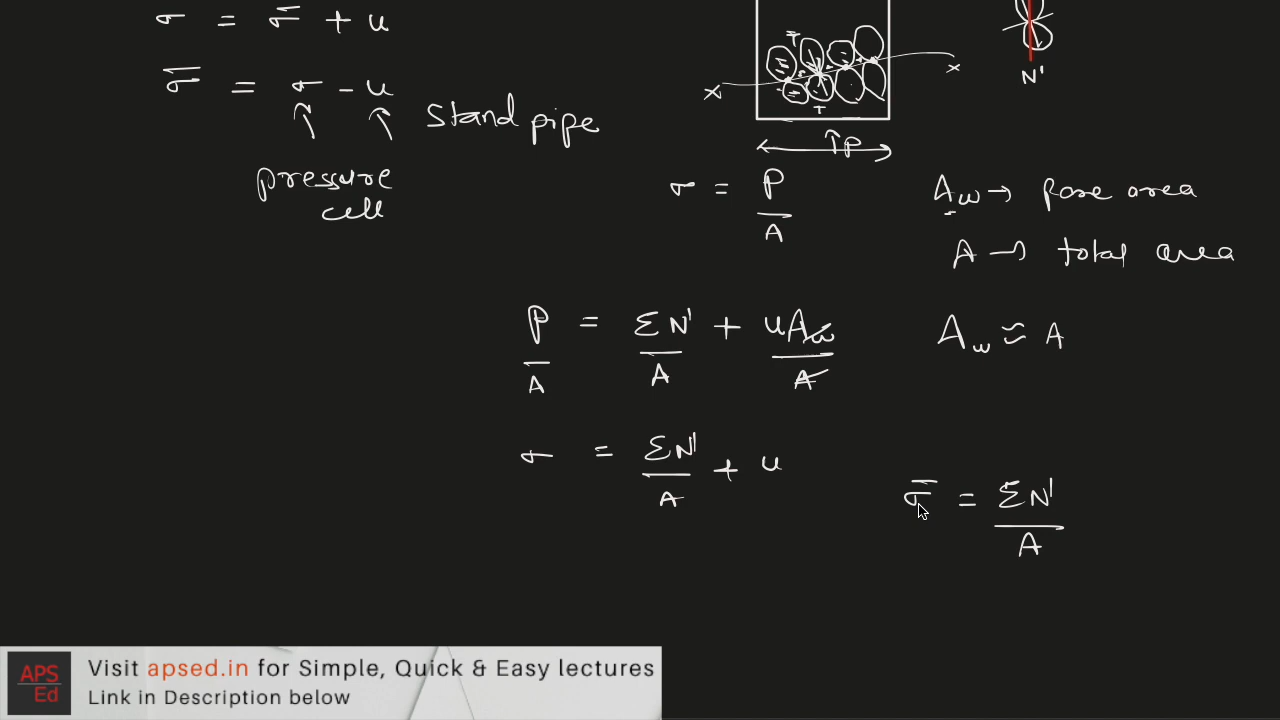 σ = σ̅ + u
σ̅ = σ - u
↑ ↑ Stand pipe
pressure
cell
N'
x x
↑P
σ = P/A
Aw → pore area
A → total area
P/A = ΣN'/A + uAw/A
Aw ≈ A
σ = ΣN'/A + u
σ̅ = ΣN'/A
APS
Ed
Visit apsed.in for Simple, Quick & Easy lectures
Link in Description below